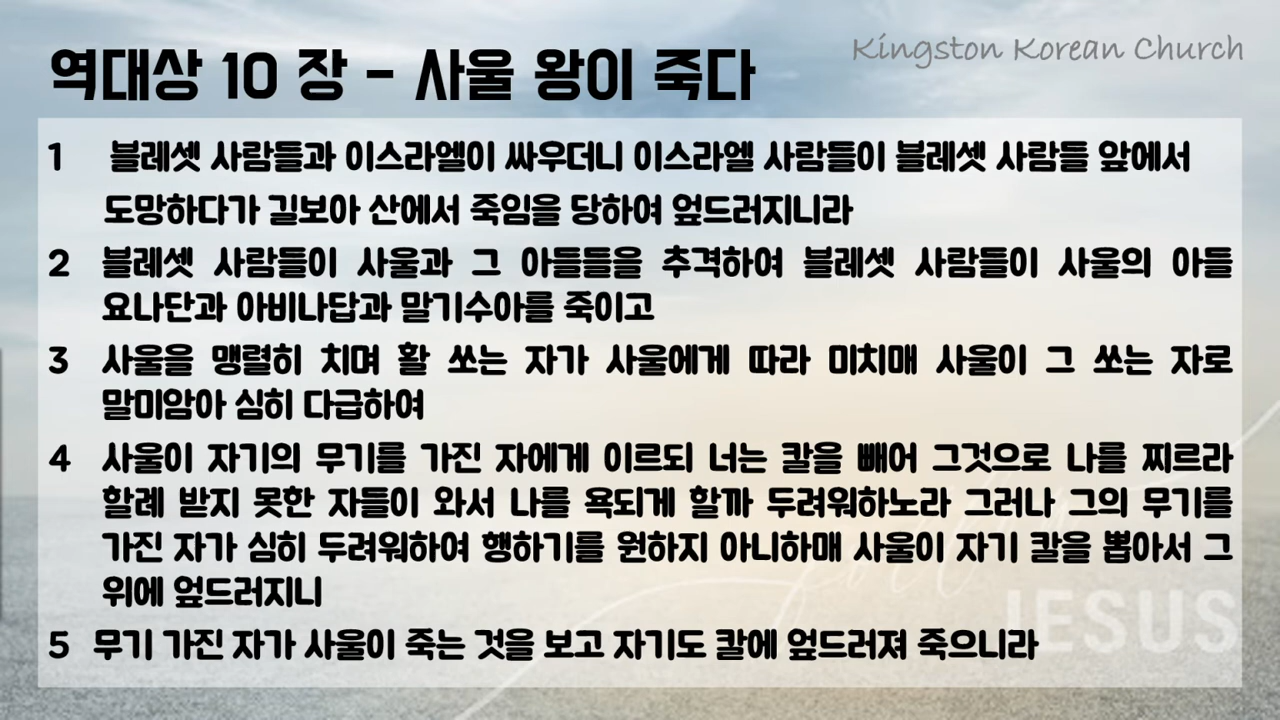 Kingston Korean Church
역대상 10 장 - 사울 왕이 죽다
1 블레셋 사람들과 이스라엘이 싸우더니 이스라엘 사람들이 블레셋 사람들 앞에서
도망하다가 길보아 산에서 죽임을 당하여 엎드러지니라
2 블레셋 사람들이 사울과 그 아들들을 추격하여 블레셋 사람들이 사울의 아들
요나단과 아비나답과 말기수아를 죽이고
3 사울을 맹렬히 치며 활 쏘는 자가 사울에게 따라 미치매 사울이 그 쏘는 자로
말미암아 심히 다급하여
4 사울이 자기의 무기를 가진 자에게 이르되 너는 칼을 빼어 그것으로 나를 찌르라
할례 받지 못한 자들이 와서 나를 욕되게 할까 두려워하노라 그러나 그의 무기를
가진 자가 심히 두려워하여 행하기를 원하지 아니하매 사울이 자기 칼을 뽑아서 그
위에 엎드러지니
5 무기 가진 자가 사울이 죽는 것을 보고 자기도 칼에 엎드러져 죽으니라
follow
JESUS